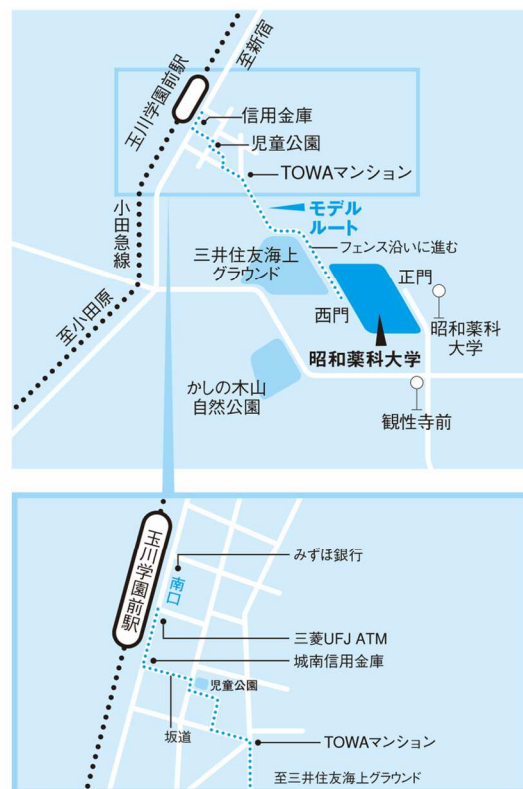 至新宿
玉川学園前駅
信用金庫
児童公園
TOWAマンション
モデル
ルート
小田急線
フェンス沿いに進む
三井住友海上
グラウンド
正門
至小田原
西門
昭和薬科
大学
昭和薬科大学
かしの木山
自然公園
観性寺前
玉川学園前駅
みずほ銀行
南口
三菱UFJ ATM
城南信用金庫
児童公園
坂道
TOWAマンション
至三井住友海上グラウンド